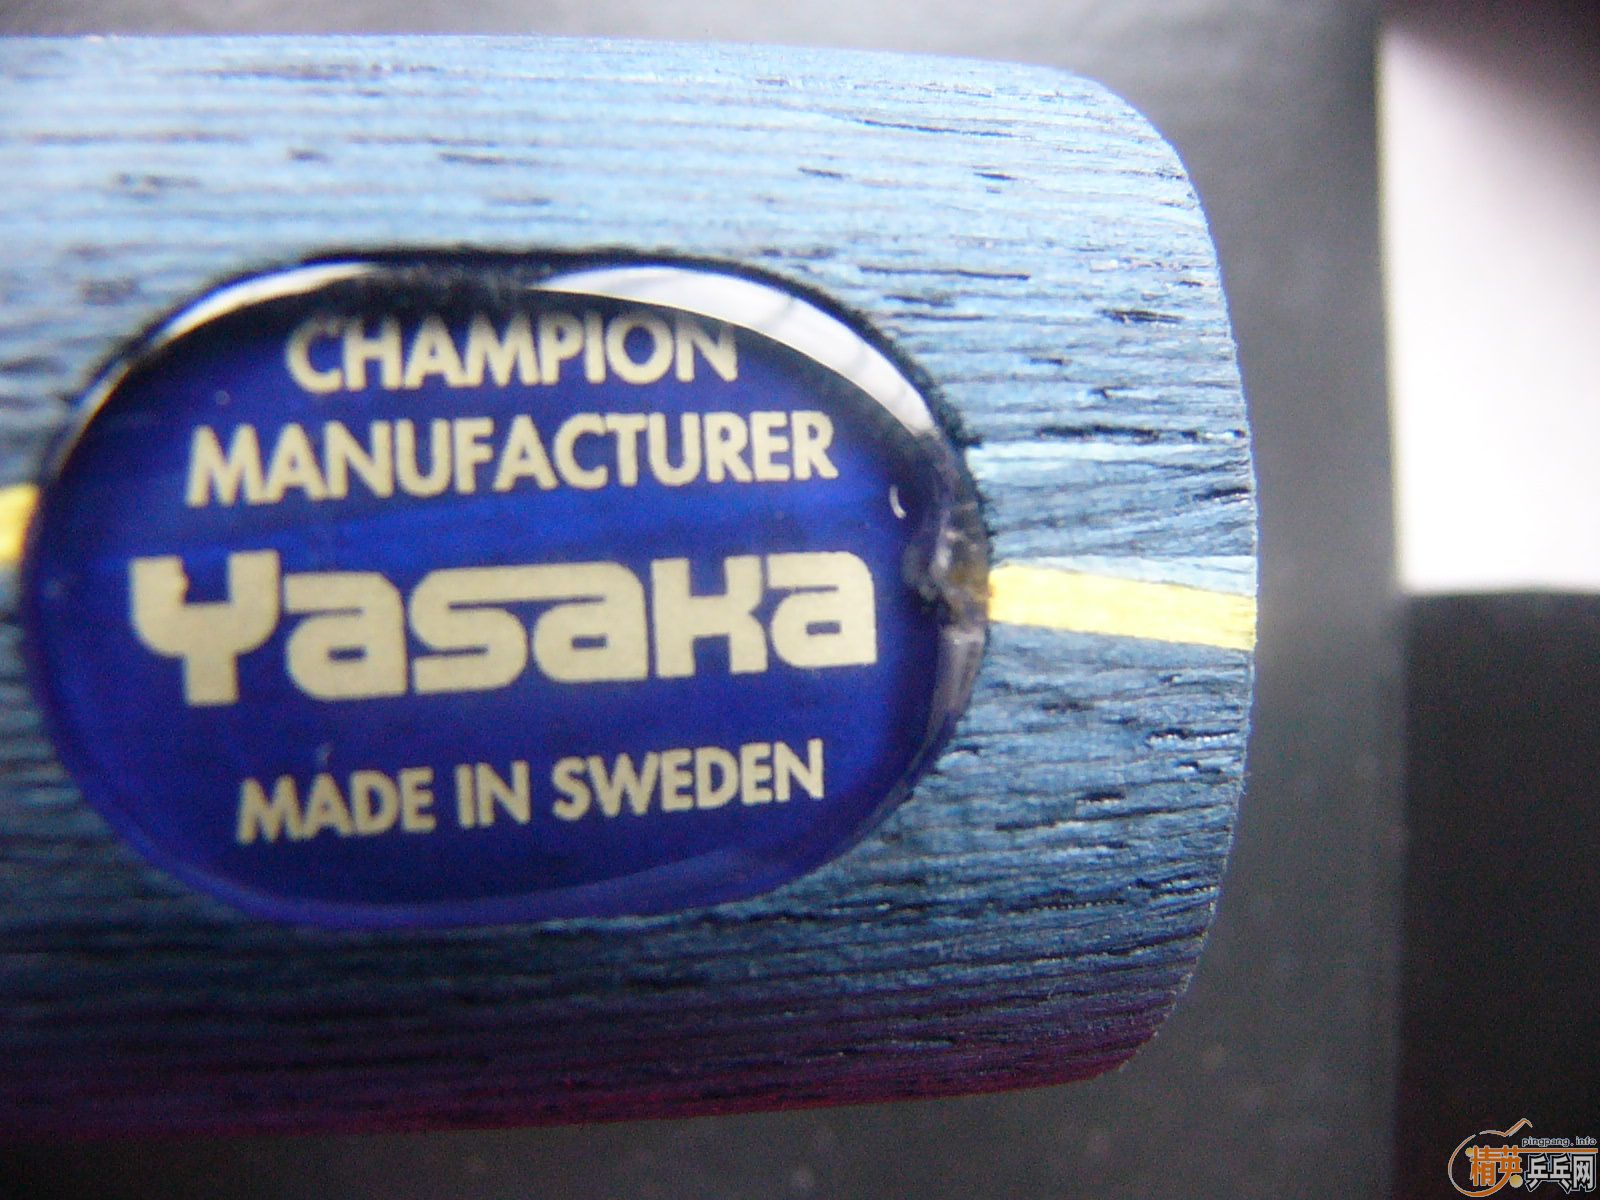 CHAMPION
MANUFACTURER
Yasaka
MADE IN SWEDEN
pingpang.info
精英乒乓网